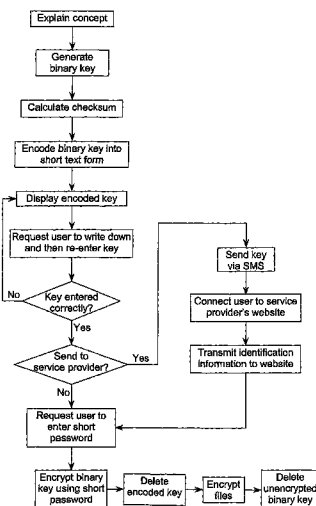 Explain concept
Generate
binary key
Calculate checksum
Encode binary key into
short text form
Display encoded key
Request user to write down
and then re-enter key
No
Key entered
correctly?
Yes
Send to
service provider?
Yes
No
Send key
via SMS
Connect user to service
provider's website
Transmit identification
information to website
Request user to
enter short
password
Encrypt binary
key using short
password
Delete
encoded key
Encrypt
files
Delete
unencrypted
binary key